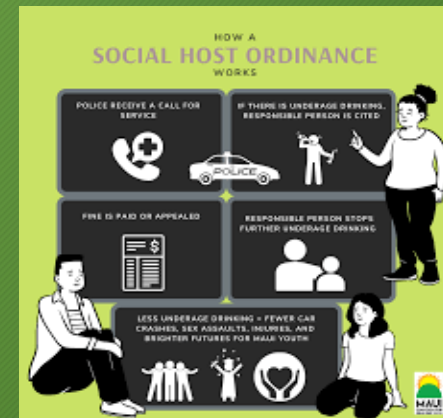 HOW A
SOCIAL HOST ORDINANCE
WORKS
POLICE RECEIVE A CALL FOR
SERVICE
IF THERE IS UNDERAGE DRINKING,
RESPONSIBLE PERSON IS CITED
POLICE
FINE IS PAID OR APPEALED
$
RESPONSIBLE PERSON STOPS
FURTHER UNDERAGE DRINKING
LESS UNDERAGE DRINKING = FEWER CAR
CRASHES, SEX ASSAULTS, INJURIES, AND
BRIGHTER FUTURES FOR MAUI YOUTH
MAUI